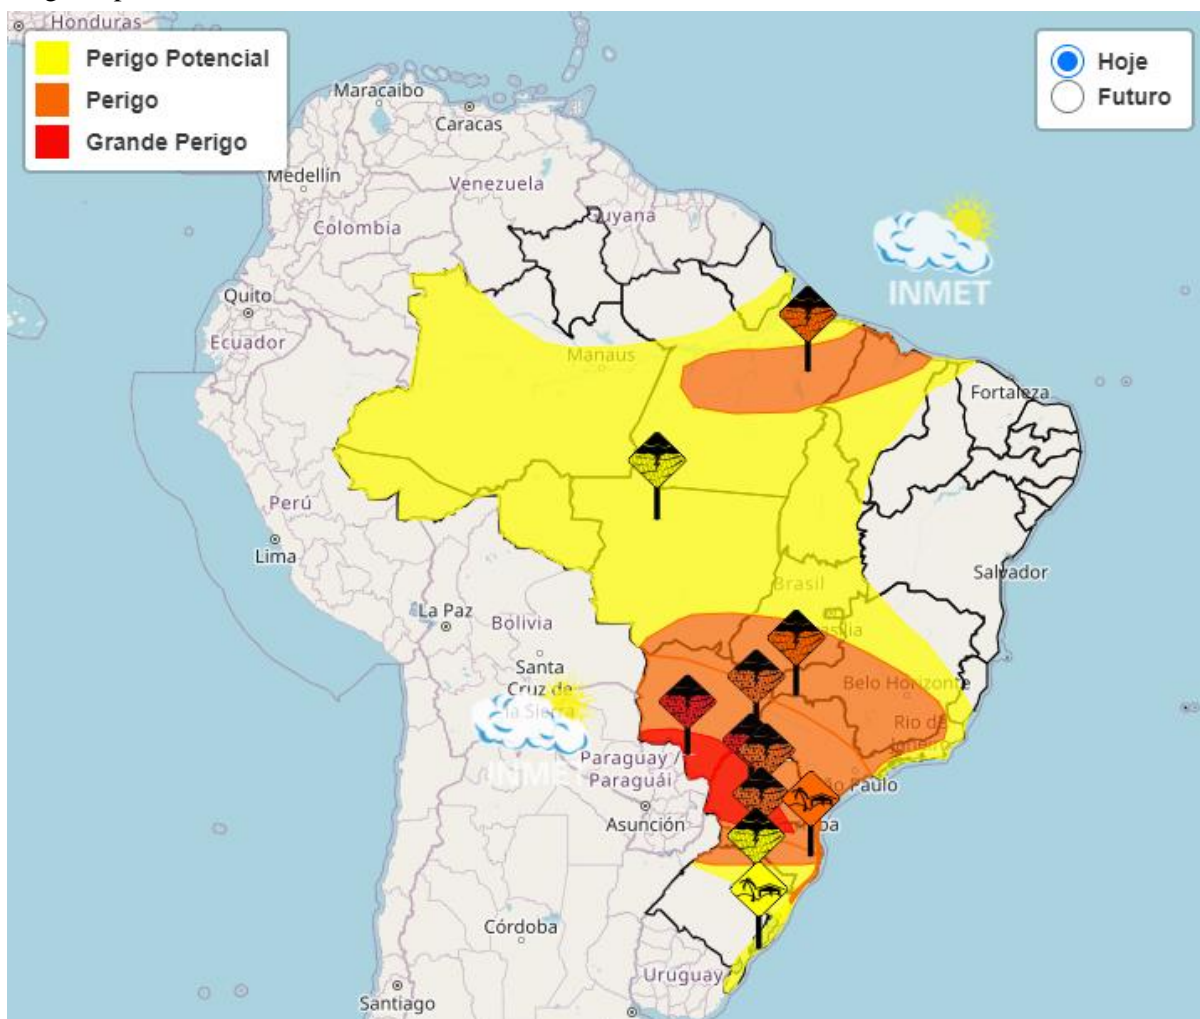 Honduras
Perigo Potencial
Perigo
Grande Perigo
Hoje
Futuro
Maracaibo
Caracas
Medellín
Venezuela
Guyana
Colombia
INMET
Quito
Ecuador
Manaus
Fortaleza
Perú
Lima
Salvador
Brasil
La Paz
Bolivia
Santa
Cruz de
la Sierra
Belo Horizonte
Rio de
Janeiro
INMET
Paraguay /
Paraguái
São Paulo
Asunción
Córdoba
Uruguay
Santiago